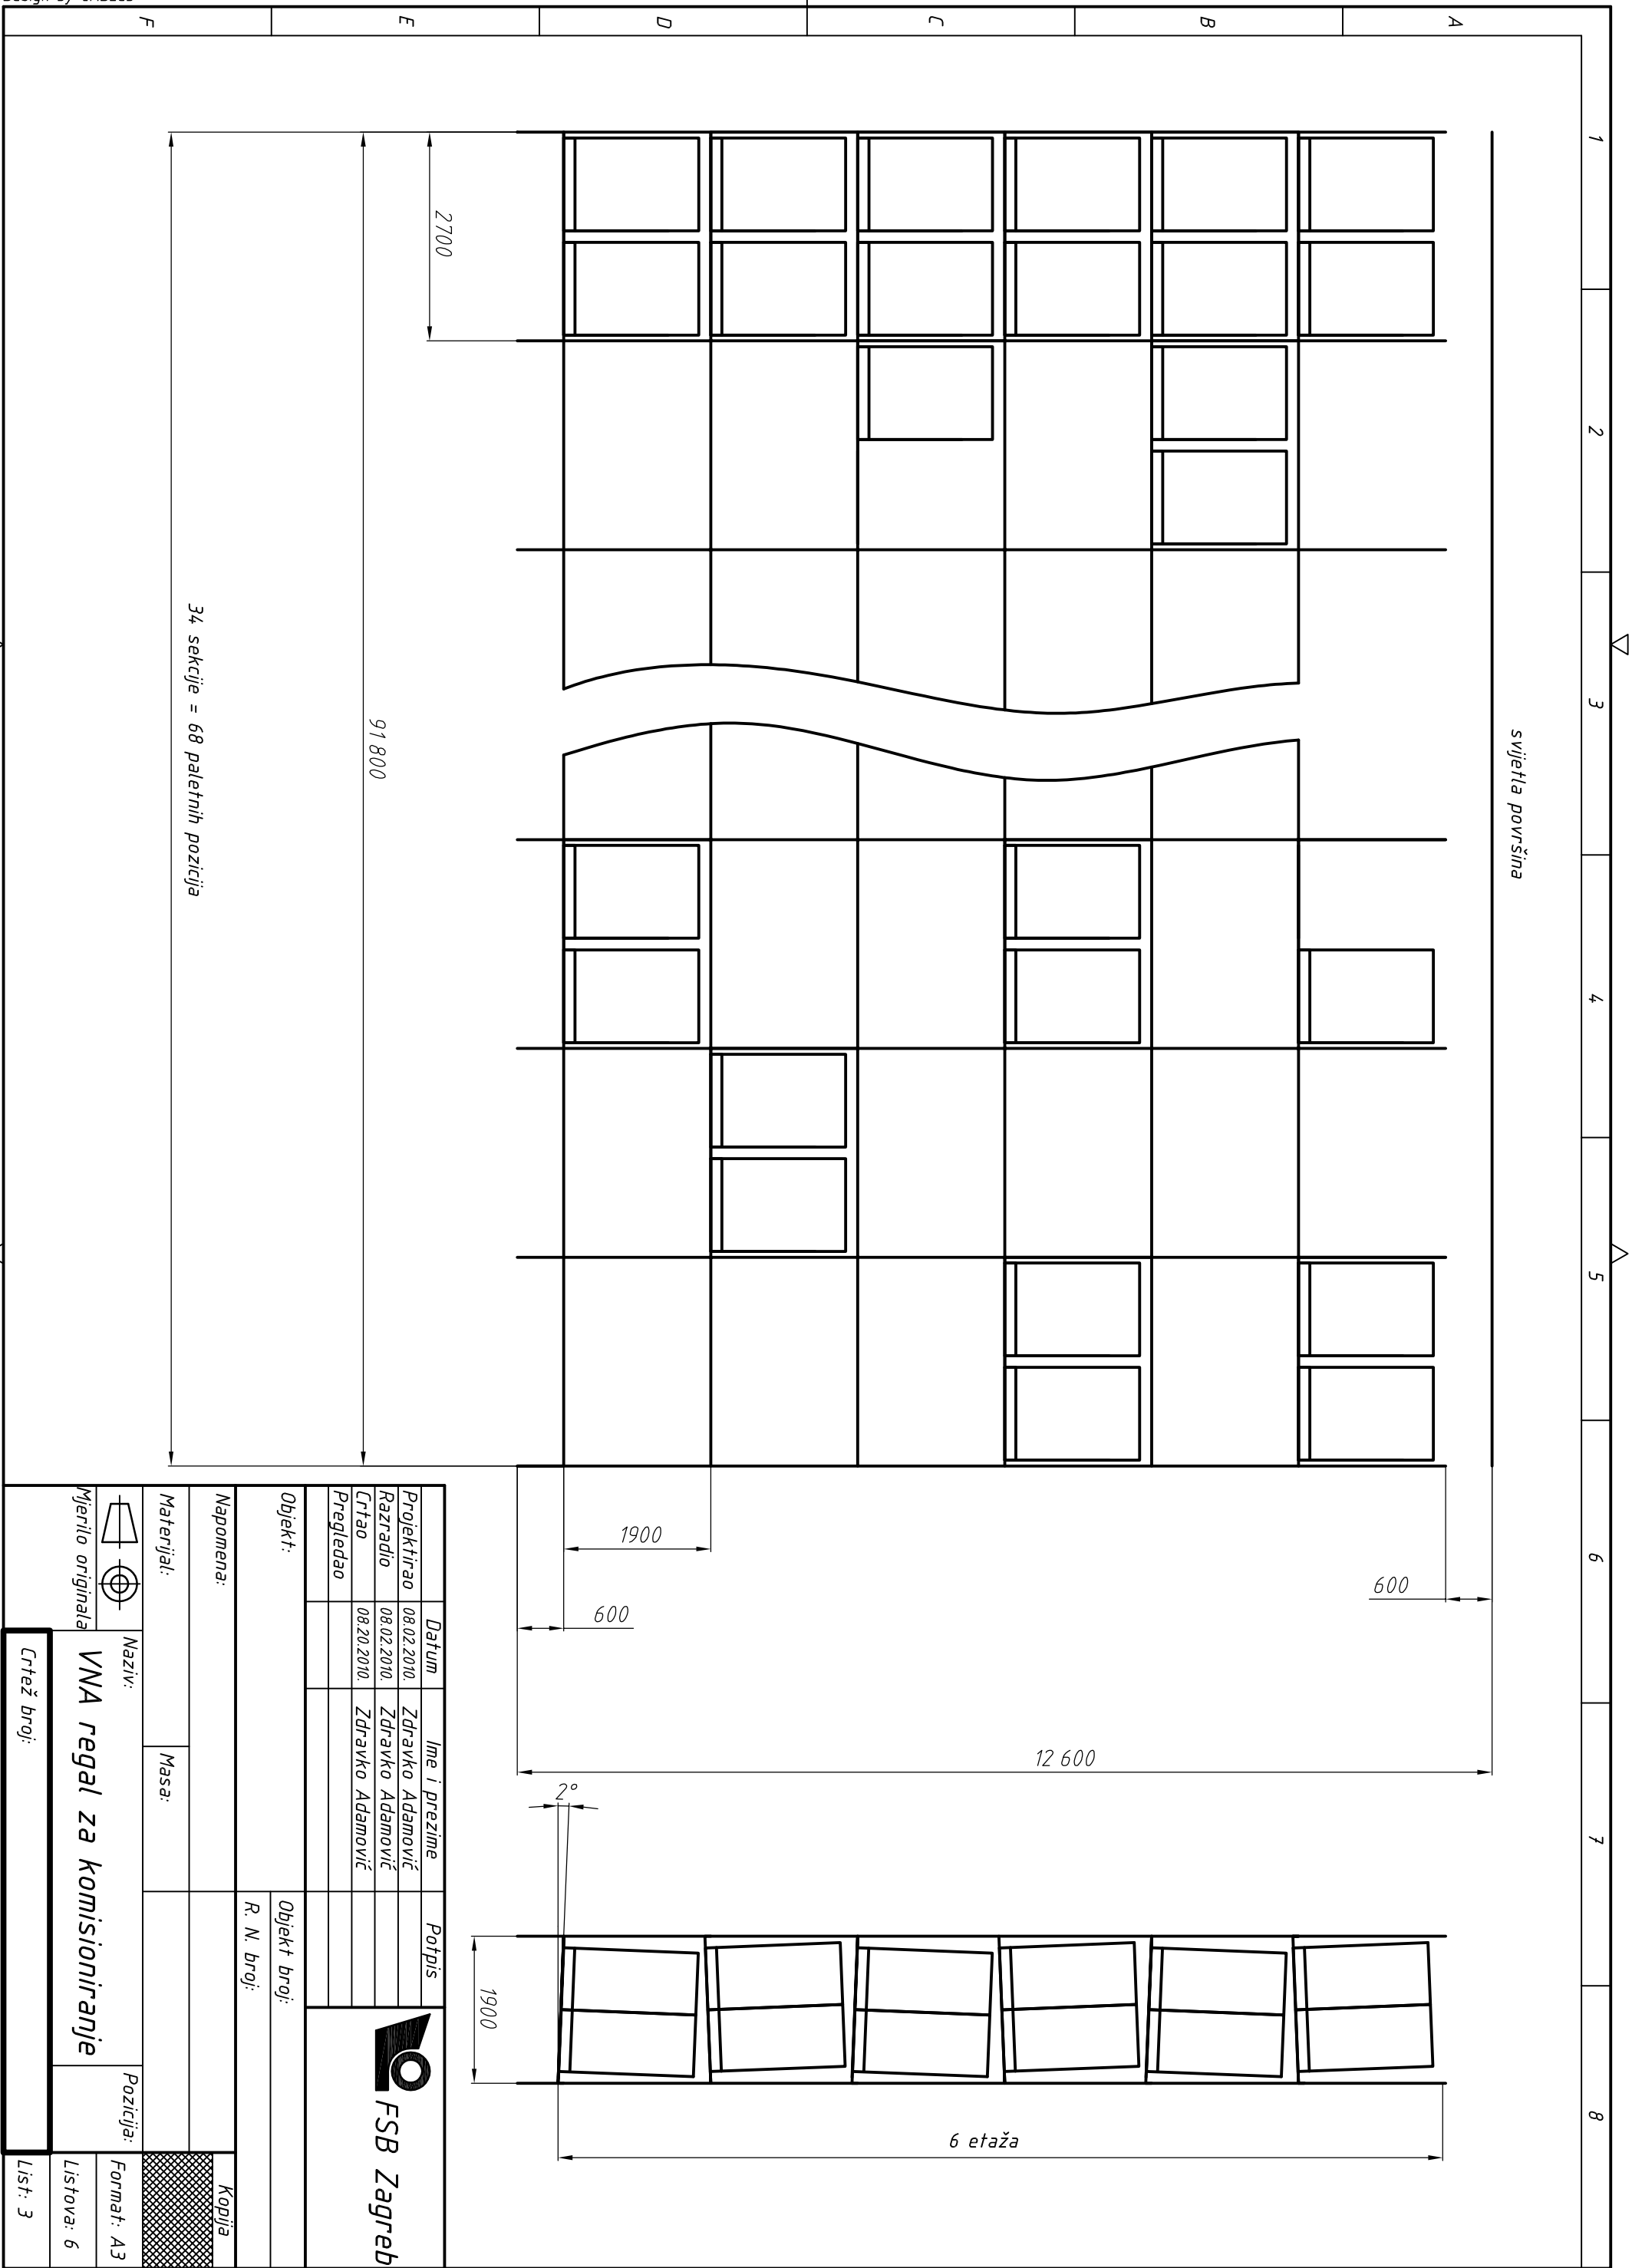 1
2
3
4
5
6
7
8
A
B
C
D
E
F
svijetla površina
600
12 600
1900
600
2700
91 800
34 sekcije = 68 paletnih pozicija
2°
1900
6 etaža
Datum
Ime i prezime
Potpis
Projektirao 08.02.2010. Zdravko Adamović
Razradio 08.02.2010. Zdravko Adamović
Crtao 08.20.2010. Zdravko Adamović
Pregledao
FSB Zagreb
Objekt:
Objekt broj:
R. N. broj:
Napomena:
Kopija
Materijal:
Masa:
Naziv:
VNA regal za komisioniranje
Pozicija:
Format: A3
Mjerilo originala
Listova: 6
Crtež broj:
List: 3